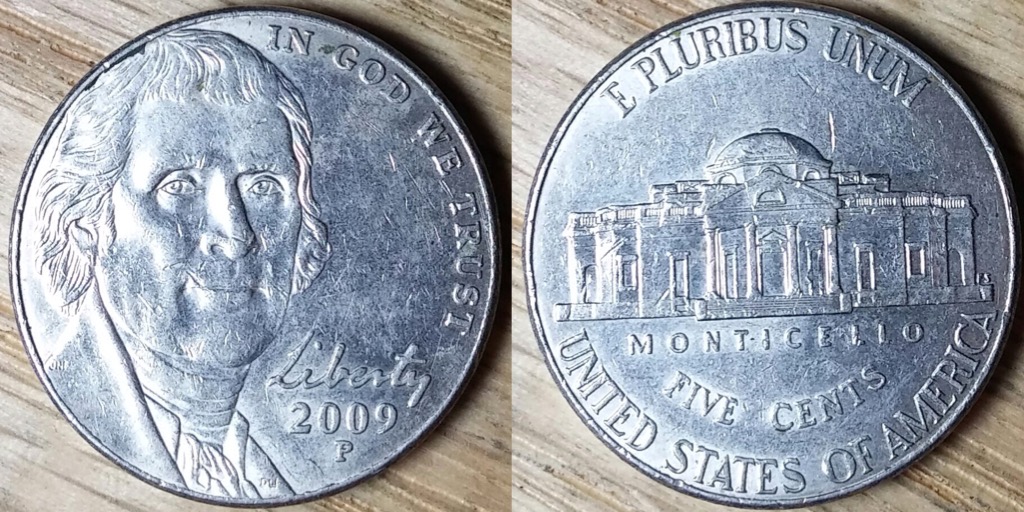 IN GOD WE TRUST
Liberty
2009
P
E PLURIBUS UNUM
MONTICELLO
FIVE CENTS
UNITED STATES OF AMERICA